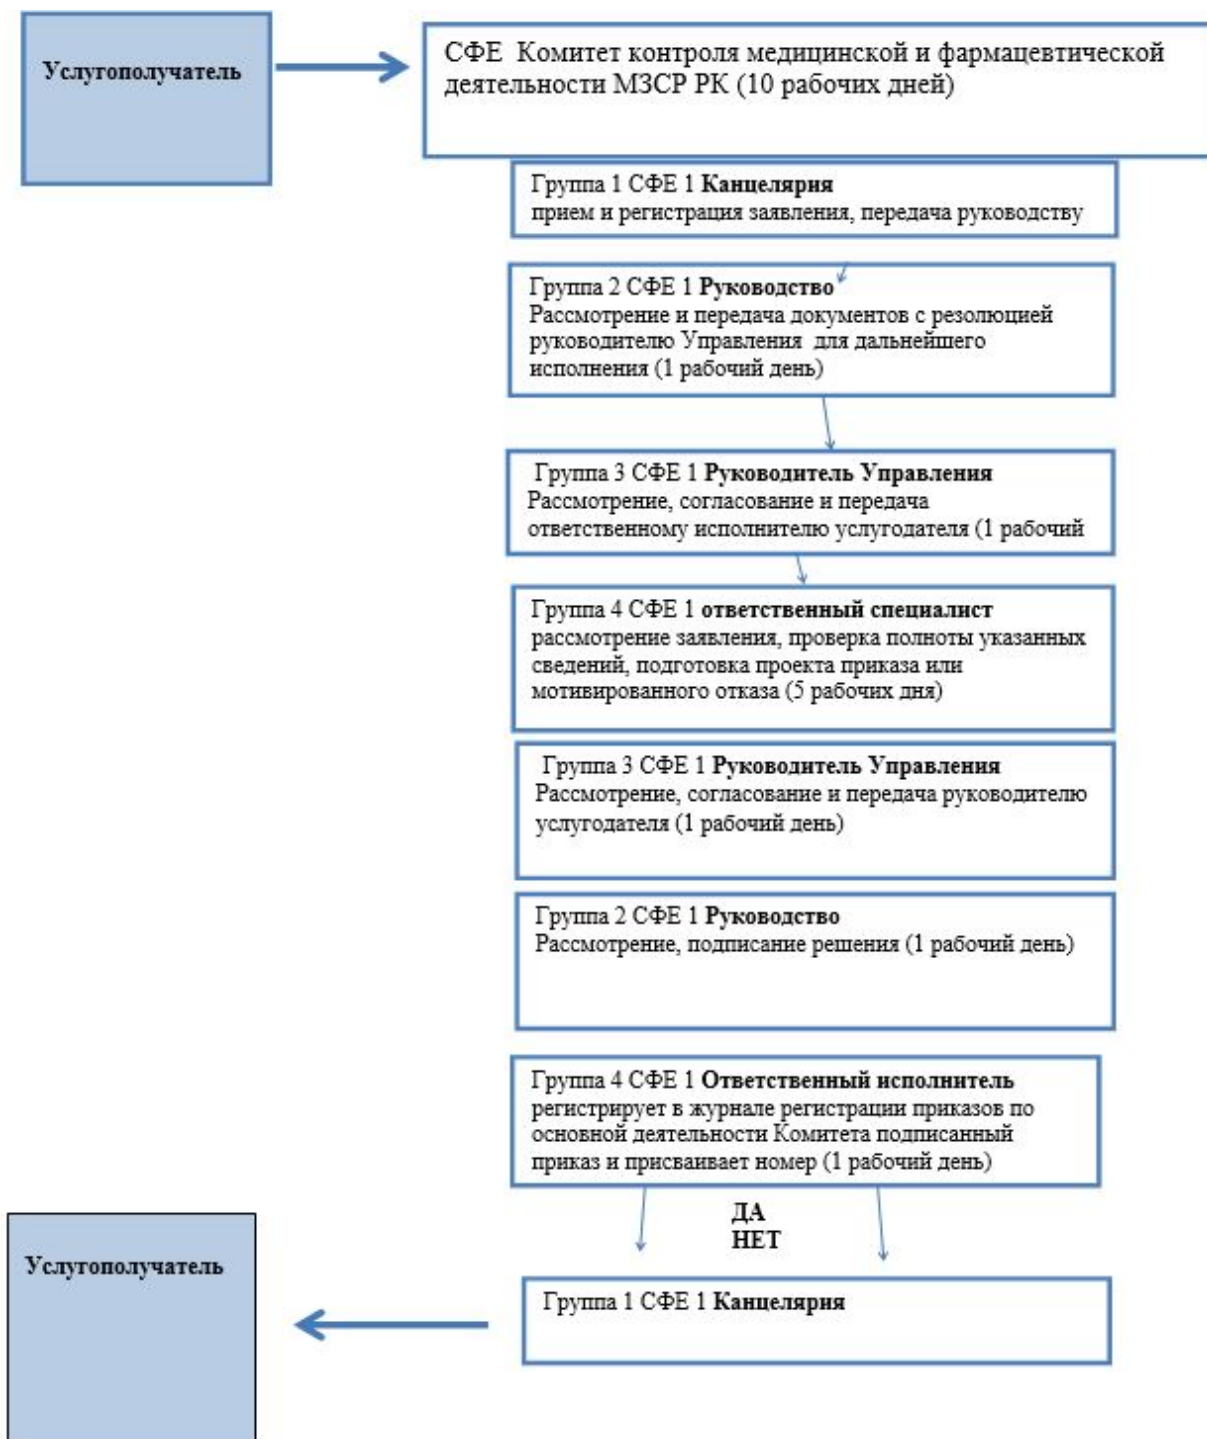 Услугополучатель
СФЕ Комитет контроля медицинской и фармацевтической
деятельности МЗСР РК (10 рабочих дней)
Группа 1 СФЕ 1 Канцелярия
прием и регистрация заявления, передача руководству
Группа 2 СФЕ 1 Руководство
Рассмотрение и передача документов с резолюцией
руководителю Управления для дальнейшего
исполнения (1 рабочий день)
Группа 3 СФЕ 1 Руководитель Управления
Рассмотрение, согласование и передача
ответственному исполнителю услугодателя (1 рабочий
Группа 4 СФЕ 1 ответственный специалист
рассмотрение заявления, проверка полноты указанных
сведений, подготовка проекта приказа или
мотивированного отказа (5 рабочих дня)
Группа 3 СФЕ 1 Руководитель Управления
Рассмотрение, согласование и передача руководителю
услугодателя (1 рабочий день)
Группа 2 СФЕ 1 Руководство
Рассмотрение, подписание решения (1 рабочий день)
Группа 4 СФЕ 1 Ответственный исполнитель
регистрирует в журнале регистрации приказов по
основной деятельности Комитета подписанный
приказ и присваивает номер (1 рабочий день)
ДА
НЕТ
Услугополучатель
Группа 1 СФЕ 1 Канцелярия